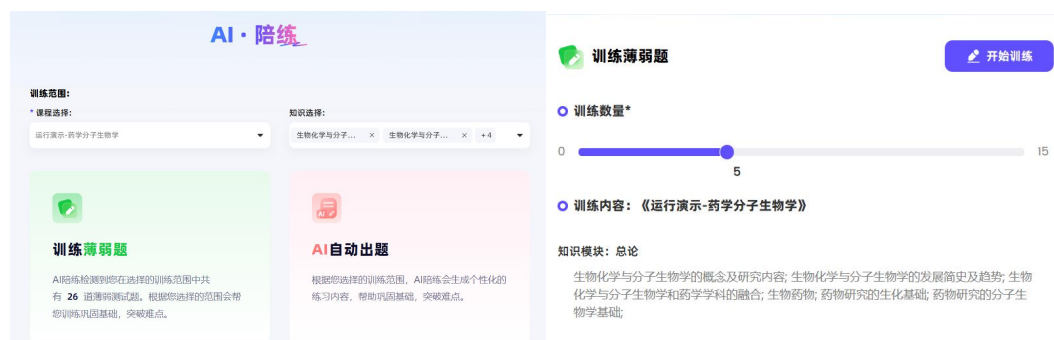 AI · 陪练
训练范围:
* 课程选择:
运行演示-药学分子生物学
知识选择:
生物化学与分子... × 生物化学与分子... × + 4
训练薄弱题
AI陪练检测到您在选择的训练范围中共
有 26 道薄弱测试题。根据您选择的范围会帮
您训练巩固基础，突破难点。
AI自动出题
根据您选择的训练范围，AI陪练会生成个性化的
练习内容，帮助巩固基础，突破难点。
训练薄弱题
开始训练
训练数量*
0 15
5
训练内容: 《运行演示-药学分子生物学》
知识模块: 总论
生物化学与分子生物学的概念及研究内容; 生物化学与分子生物学的发展简史及趋势; 生物
化学与分子生物学和药学学科的融合; 生物药物; 药物研究的生化基础; 药物研究的分子生
物学基础;